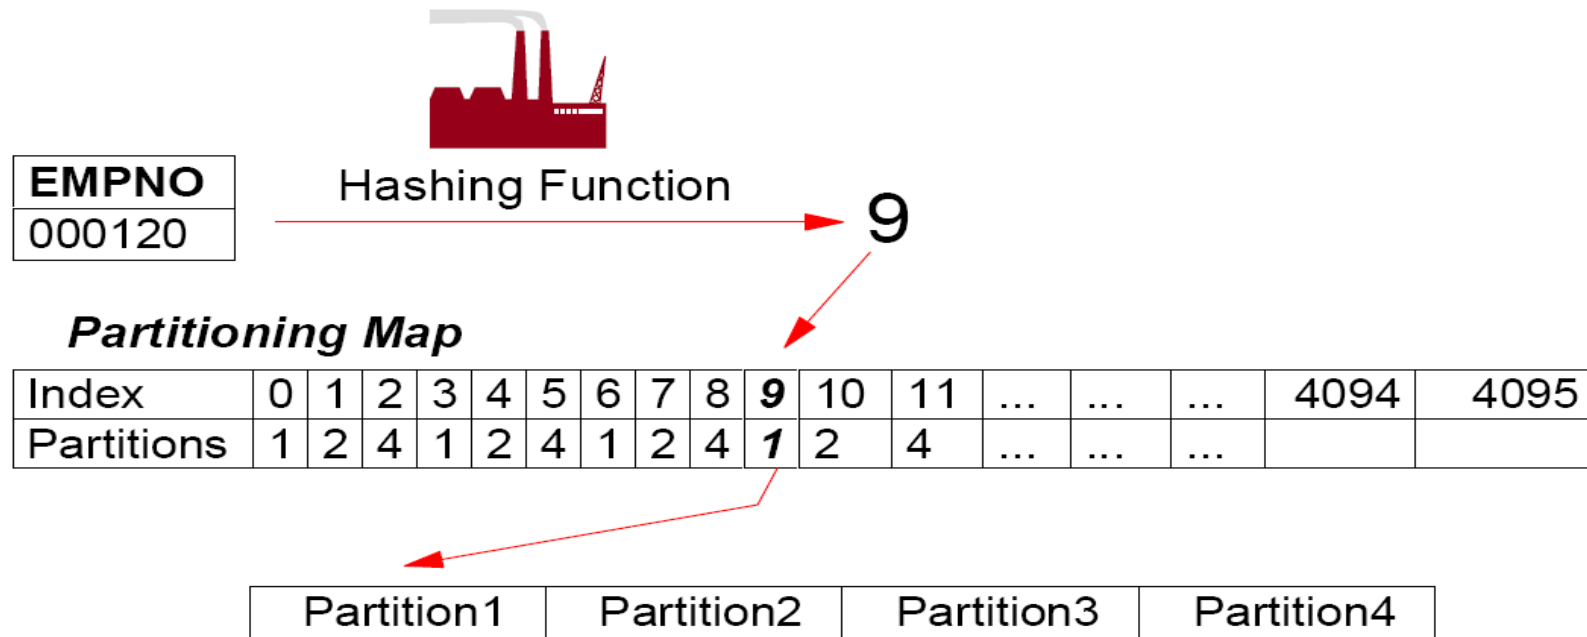 EMPNO
000120
Hashing Function
9
Partitioning Map
Index 0 1 2 3 4 5 6 7 8 9 10 11 ... ... ... 4094 4095
Partitions 1 2 4 1 2 4 1 2 4 1 2 4 ... ... ...
Partition1 Partition2 Partition3 Partition4